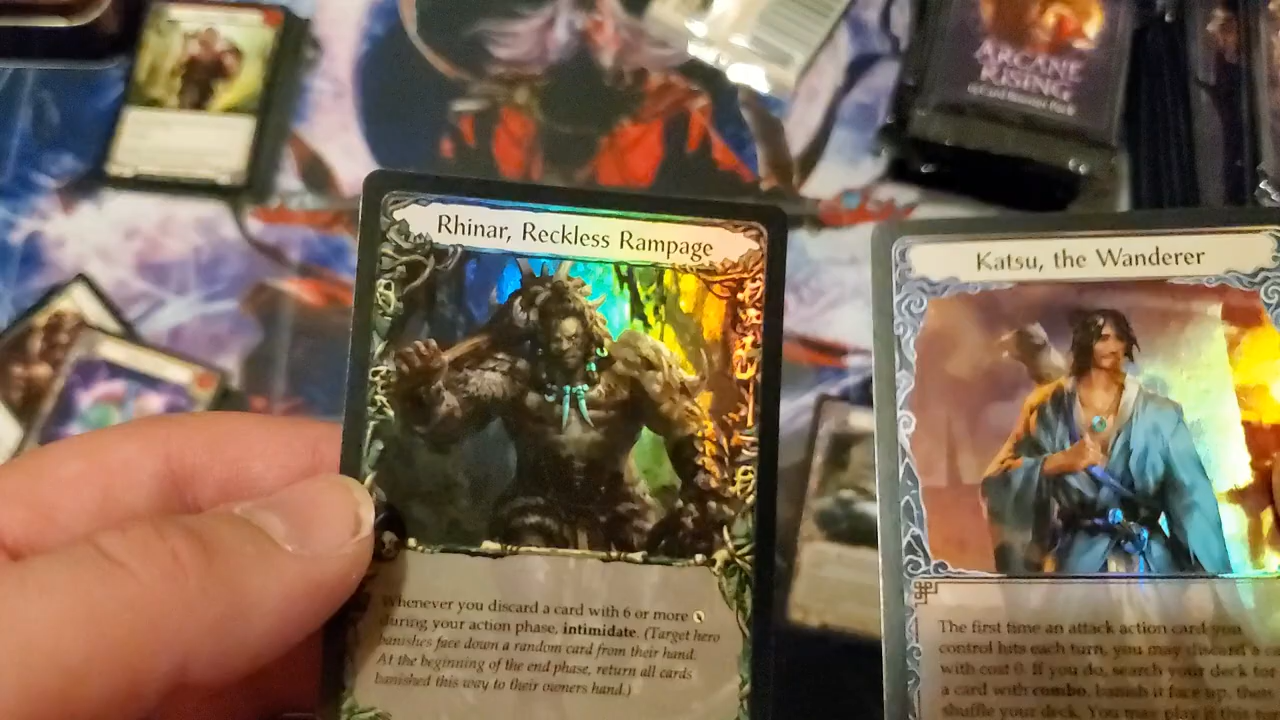 ARCANE
RISING
Rhinar, Reckless Rampage
Whenever you discard a card with 6 or more
during your action phase, intimidate. (Target hero
banishes face down a random card from their hand.
At the beginning of the end phase, return all cards
banished this way to their owners hand.)
Katsu, the Wanderer
The first time an attack action card you
control hits each turn, you may discard a
with cost 0. If you do, search your deck for
a card with combo, banish it face up, then
shuffle your deck. You may play it this